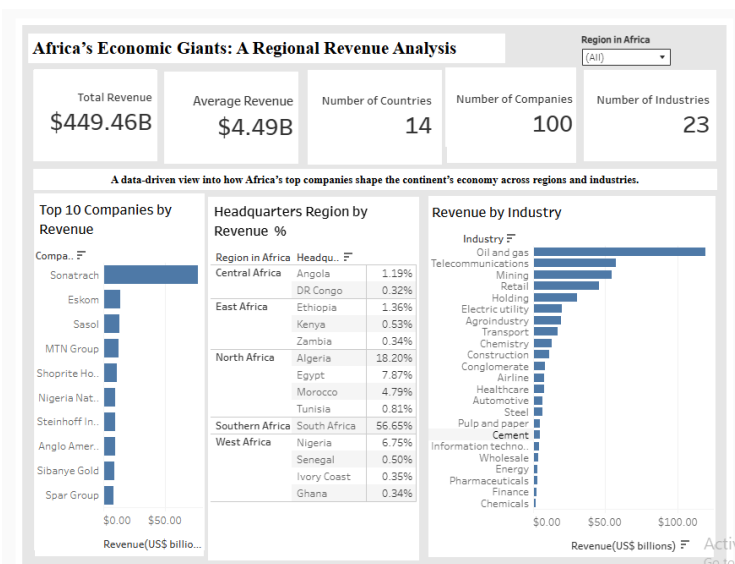 Africa's Economic Giants: A Regional Revenue Analysis
Region in Africa
(All)
Total Revenue
$449.46B
Average Revenue
$4.49B
Number of Countries
14
Number of Companies
100
Number of Industries
23
A data-driven view into how Africa's top companies shape the continent's economy across regions and industries.
Top 10 Companies by
Revenue
Compa..
Sonatrach
Eskom
Sasol
MTN Group
Shoprite Ho..
Nigeria Nat..
Steinhoff In..
Anglo Amer..
Sibanye Gold
Spar Group
$0.00 $50.00
Revenue(US$ billio...
Headquarters Region by
Revenue %
Region in Africa Headqu..
Central Africa Angola 1.19%
DR Congo 0.32%
East Africa Ethiopia 1.36%
Kenya 0.53%
Zambia 0.34%
North Africa Algeria 18.20%
Egypt 7.87%
Morocco 4.79%
Tunisia 0.81%
Southern Africa South Africa 56.65%
West Africa Nigeria 6.75%
Senegal 0.50%
Ivory Coast 0.35%
Ghana 0.34%
Revenue by Industry
Industry
Oil and gas
Telecommunications
Mining
Retail
Holding
Electric utility
Agroindustry
Transport
Chemistry
Construction
Conglomerate
Airline
Healthcare
Automotive
Steel
Pulp and paper
Cement
Information techno..
Wholesale
Energy
Pharmaceuticals
Finance
Chemicals
$0.00 $50.00 $100.00
Revenue(US$ billions)